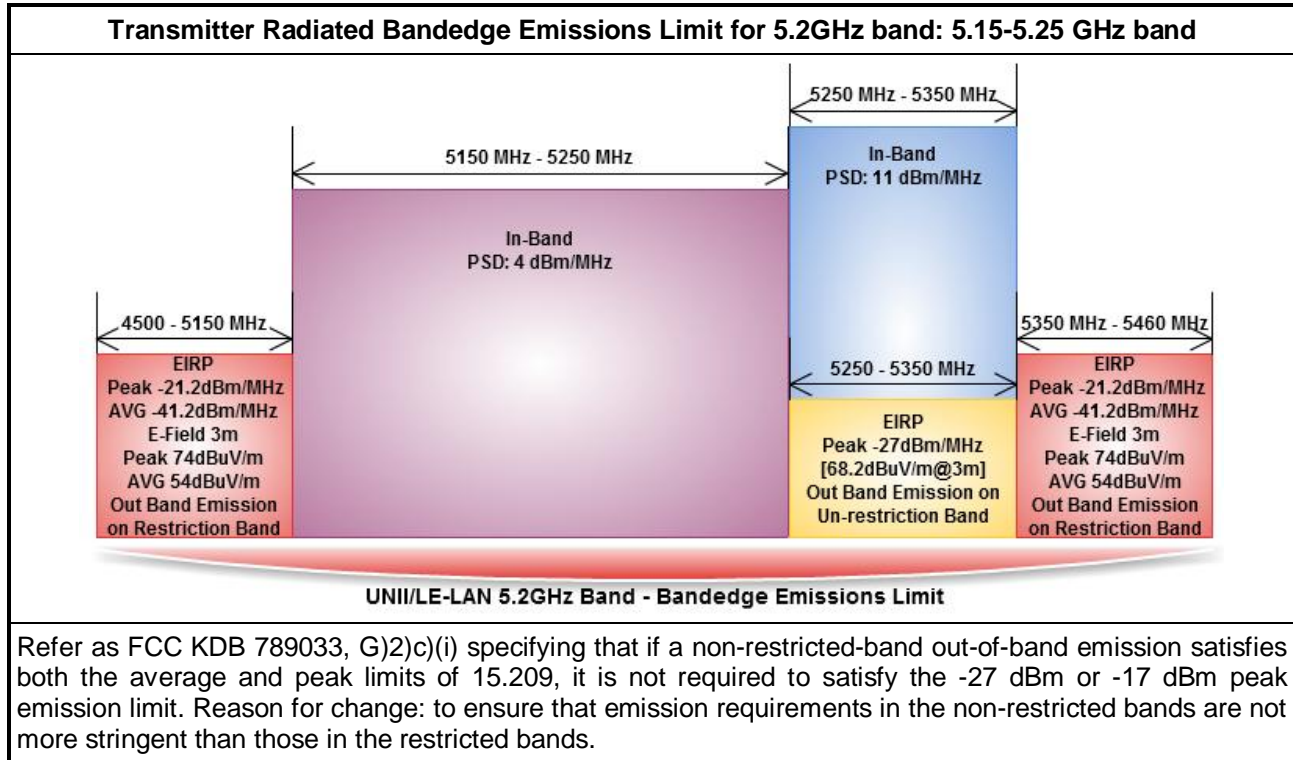 Transmitter Radiated Bandedge Emissions Limit for 5.2GHz band: 5.15-5.25 GHz band
5250 MHz - 5350 MHz
5150 MHz - 5250 MHz
In-Band
PSD: 11 dBm/MHz
In-Band
PSD: 4 dBm/MHz
4500 - 5150 MHz
EIRP
Peak -21.2dBm/MHz
AVG -41.2dBm/MHz
E-Field 3m
Peak 74dBuV/m
AVG 54dBuV/m
Out Band Emission
on Restriction Band
5250 - 5350 MHz
EIRP
Peak -27dBm/MHz
[68.2dBuV/m@3m]
Out Band Emission on
Un-restriction Band
5350 MHz - 5460 MHz
EIRP
Peak -21.2dBm/MHz
AVG -41.2dBm/MHz
E-Field 3m
Peak 74dBuV/m
AVG 54dBuV/m
Out Band Emission
on Restriction Band
UNII/LE-LAN 5.2GHz Band - Bandedge Emissions Limit
Refer as FCC KDB 789033, G)2)c)(i) specifying that if a non-restricted-band out-of-band emission satisfies
both the average and peak limits of 15.209, it is not required to satisfy the -27 dBm or -17 dBm peak
emission limit. Reason for change: to ensure that emission requirements in the non-restricted bands are not
more stringent than those in the restricted bands.